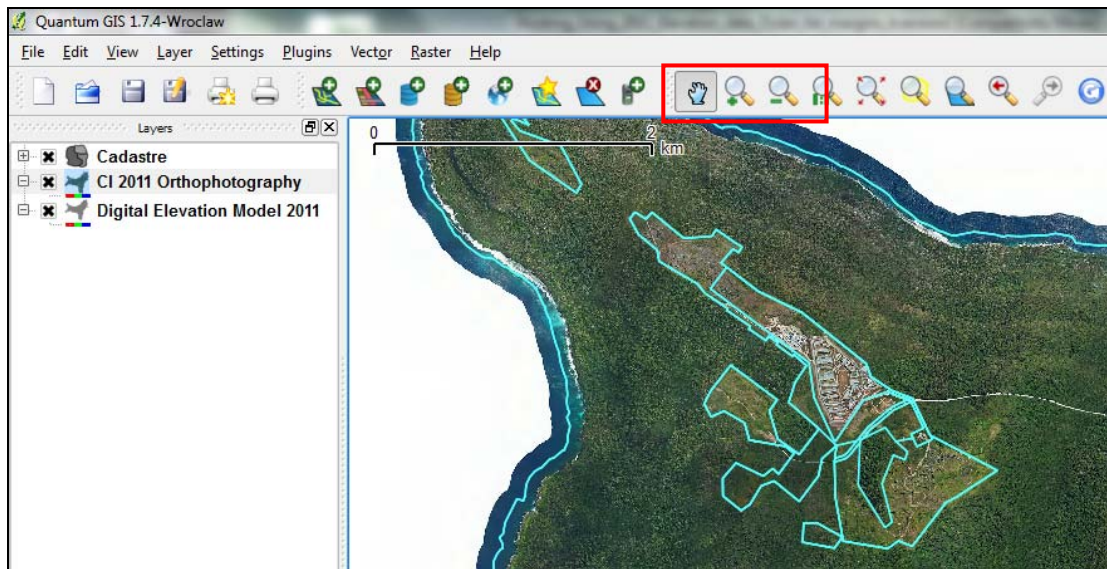 Quantum GIS 1.7.4-Wroclaw
File Edit View Layer Settings Plugins Vector Raster Help
Layers
Cadastre
CI 2011 Orthophotography
Digital Elevation Model 2011
0 2
km